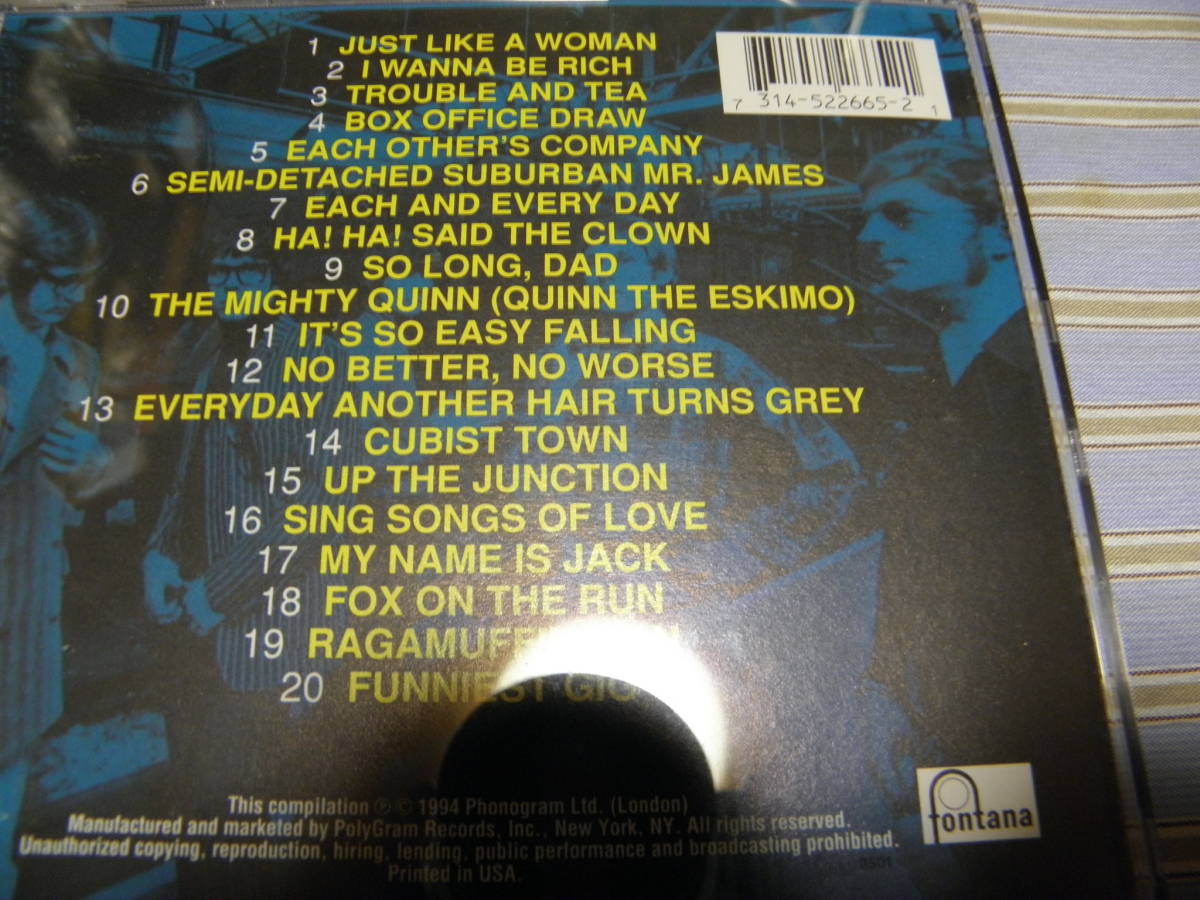 1 JUST LIKE A WOMAN
2 I WANNA BE RICH
3 TROUBLE AND TEA
4 BOX OFFICE DRAW
5 EACH OTHER'S COMPANY
6 SEMI-DETACHED SUBURBAN MR. JAMES
7 EACH AND EVERY DAY
8 HA! HA! SAID THE CLOWN
9 SO LONG, DAD
10 THE MIGHTY QUINN (QUINN THE ESKIMO)
11 IT'S SO EASY FALLING
12 NO BETTER, NO WORSE
13 EVERYDAY ANOTHER HAIR TURNS GREY
14 CUBIST TOWN
15 UP THE JUNCTION
16 SING SONGS OF LOVE
17 MY NAME IS JACK
18 FOX ON THE RUN
19 RAGAMUFFIN
20 FUNNIEST GIG
7 314-522665-2 1
This compilation ℗ © 1994 Phonogram Ltd. (London)
Manufactured and marketed by PolyGram Records, Inc., New York, NY. All rights reserved.
Unauthorized copying, reproduction, hiring, lending, public performance and broadcasting prohibited.
Printed in USA.
fontana